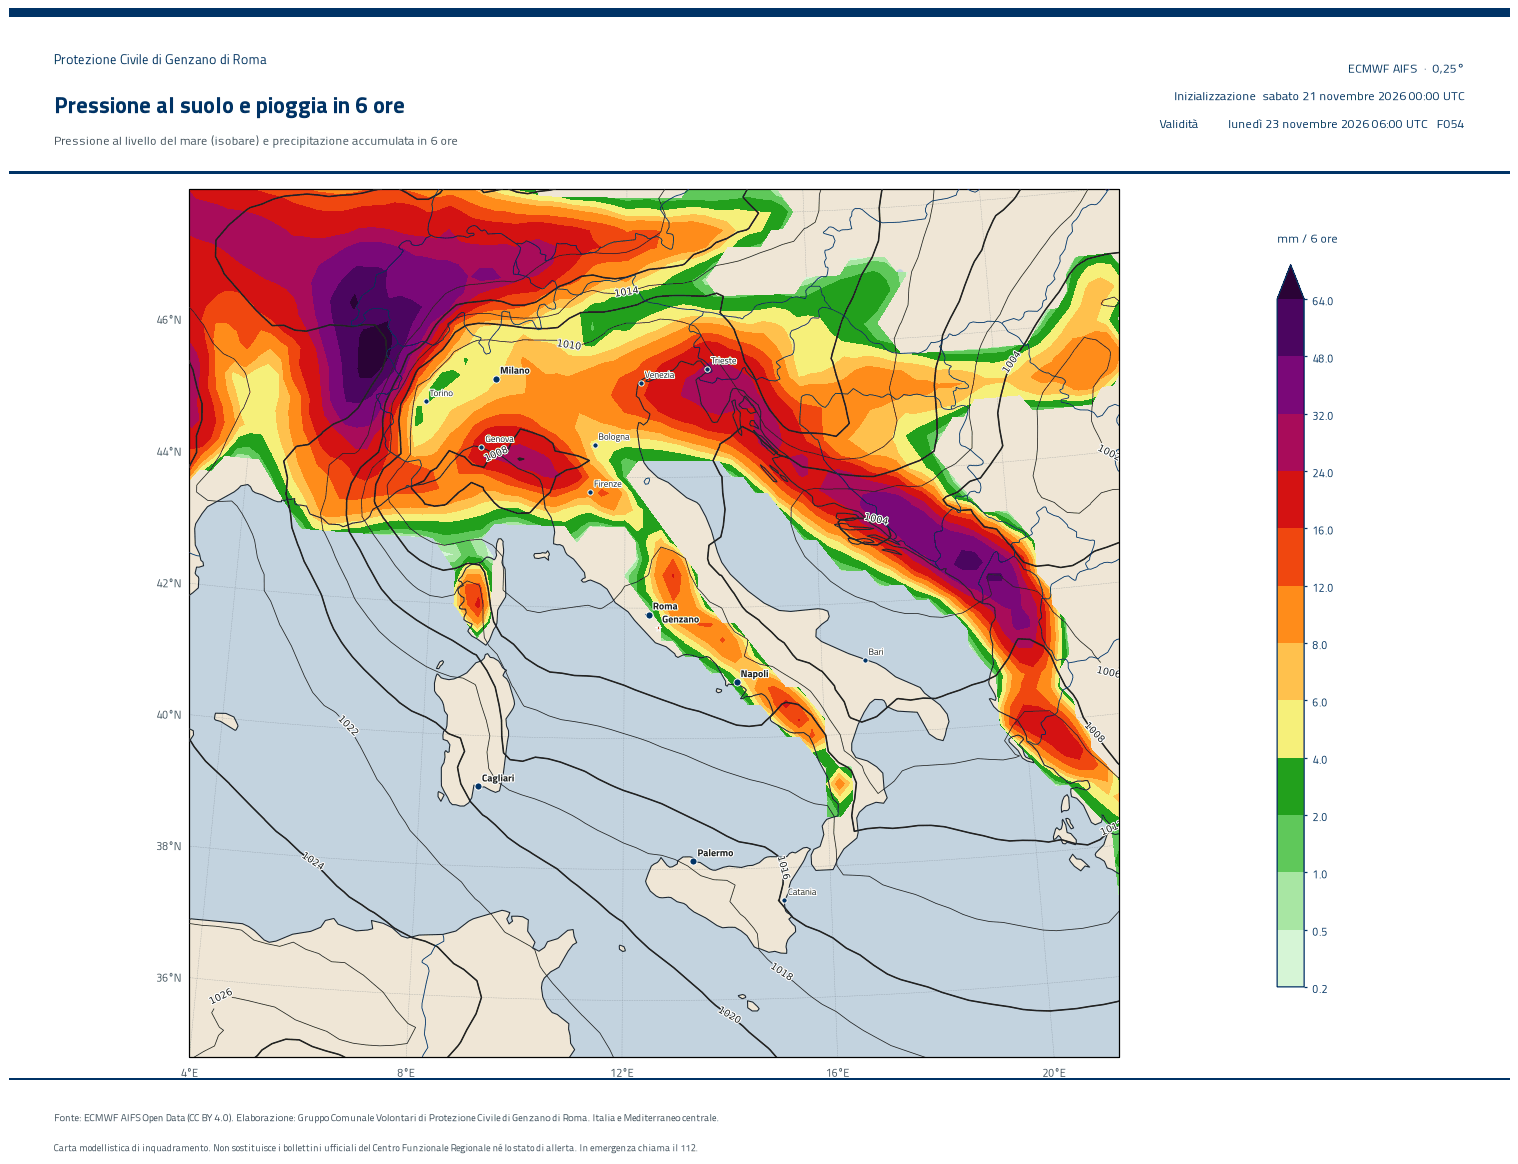 Protezione Civile di Genzano di Roma
Pressione al suolo e pioggia in 6 ore
Pressione al livello del mare (isobare) e precipitazione accumulata in 6 ore
ECMWF AIFS · 0,25°
Inizializzazione sabato 21 novembre 2026 00:00 UTC
Validità lunedì 23 novembre 2026 06:00 UTC F054
mm / 6 ore
64.0
48.0
32.0
24.0
16.0
12.0
8.0
6.0
4.0
2.0
1.0
0.5
0.2
46°N
44°N
42°N
40°N
38°N
36°N
4°E
8°E
12°E
16°E
20°E
1014
1010
1004
Trieste
Milano
Venezia
Torino
Genova
Bologna
1008
1002
Firenze
1004
Roma
Genzano
Bari
1006
Napoli
1022
1008
Cagliari
1024
Palermo
1016
Catania
1018
1026
1020
Fonte: ECMWF AIFS Open Data (CC BY 4.0). Elaborazione: Gruppo Comunale Volontari di Protezione Civile di Genzano di Roma. Italia e Mediterraneo centrale.
Carta modellistica di inquadramento. Non sostituisce i bollettini ufficiali del Centro Funzionale Regionale né lo stato di allerta. In emergenza chiama il 112.